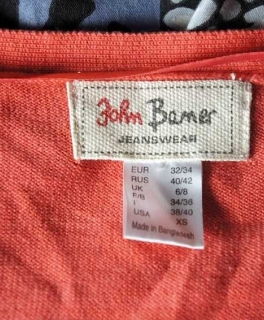 John Baner
JEANSWEAR
EUR 32/34
RUS 40/42
UK 6/8
F/B 34/36
I 38/40
USA XS
Made in Bangladesh